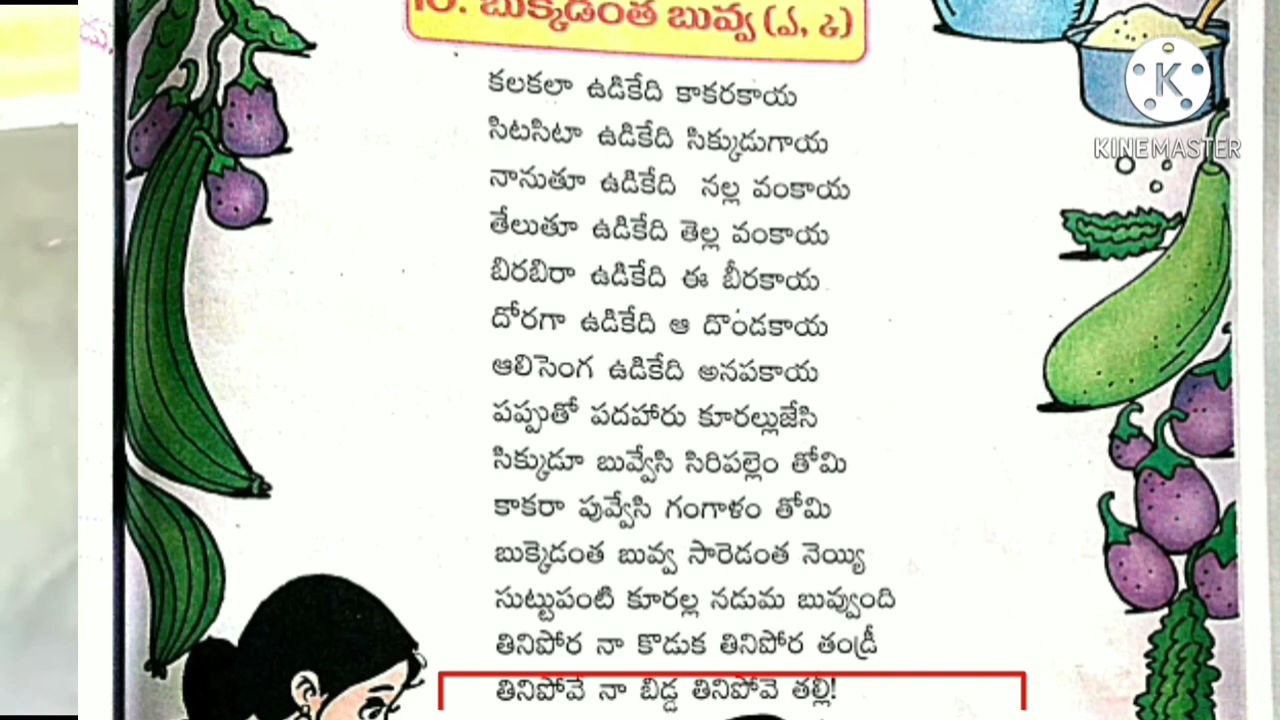 10. బుక్కెడంత బువ్వ (ఎ, ఒ)
కలకలా ఉడికేది కాకరకాయ
సిటసిటా ఉడికేది సిక్కుడుగాయ
నానుతూ ఉడికేది నల్ల వంకాయ
తేలుతూ ఉడికేది తెల్ల వంకాయ
బిరబిరా ఉడికేది ఈ బీరకాయ
దోరగా ఉడికేది ఆ దొండకాయ
ఆలిసెంగ ఉడికేది అనపకాయ
పప్పుతో పదహారు కూరల్లుజేసి
సిక్కుడూ బువ్వేసి సిరిపల్లెం తోమి
కాకరా పువ్వేసి గంగాళం తోమి
బుక్కెడంత బువ్వ సారెడంత నెయ్యి
సుట్టుపంటి కూరల్ల నడుమ బువ్వుంది
తినిపోర నా కొడుక తినిపోర తండ్రీ
తినిపోవే నా బిడ్డ తినిపోవె తల్లి!
K
KINEMASTER